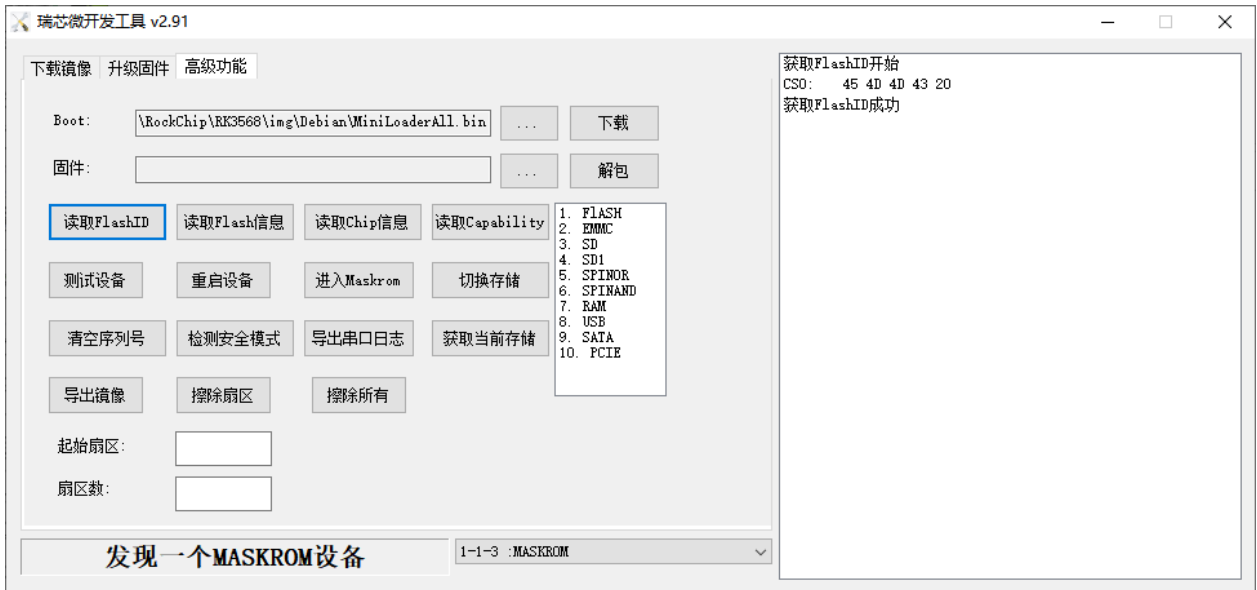 瑞芯微开发工具 v2.91
下载镜像 升级固件 高级功能
Boot: \RockChip\RK3568\img\Debian\MiniLoaderAll.bin ... 下载
固件: ... 解包
读取FlashID 读取Flash信息 读取Chip信息 读取Capability
测试设备 重启设备 进入Maskrom 切换存储
清空序列号 检测安全模式 导出串口日志 获取当前存储
导出镜像 擦除扇区 擦除所有
1. FlASH
2. EMMC
3. SD
4. SD1
5. SPINOR
6. SPINAND
7. RAM
8. USB
9. SATA
10. PCIE
起始扇区:
扇区数:
发现一个MASKROM设备 1-1-3 :MASKROM
获取FlashID开始
CS0: 45 4D 4D 43 20
获取FlashID成功